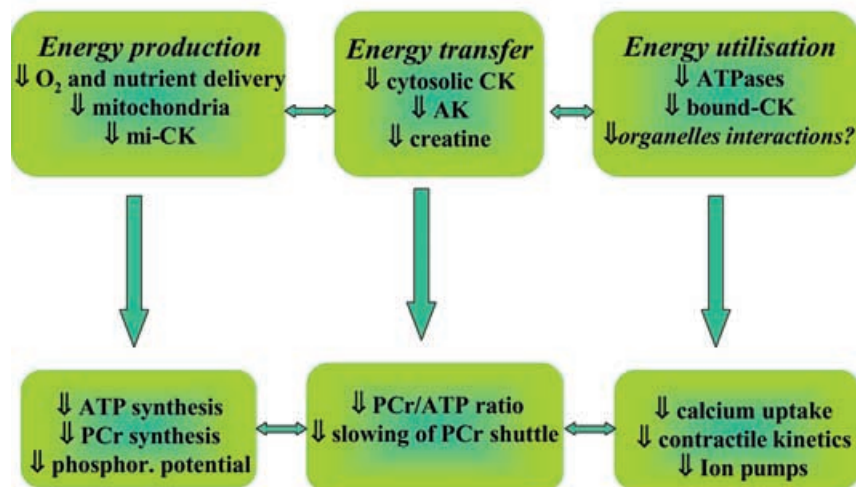 Energy production
⇓ O₂ and nutrient delivery
⇓ mitochondria
⇓ mi-CK
Energy transfer
⇓ cytosolic CK
⇓ AK
⇓ creatine
Energy utilisation
⇓ ATPases
⇓ bound-CK
⇓organelles interactions?
⇓ ATP synthesis
⇓ PCr synthesis
⇓ phosphor. potential
⇓ PCr/ATP ratio
⇓ slowing of PCr shuttle
⇓ calcium uptake
⇓ contractile kinetics
⇓ Ion pumps